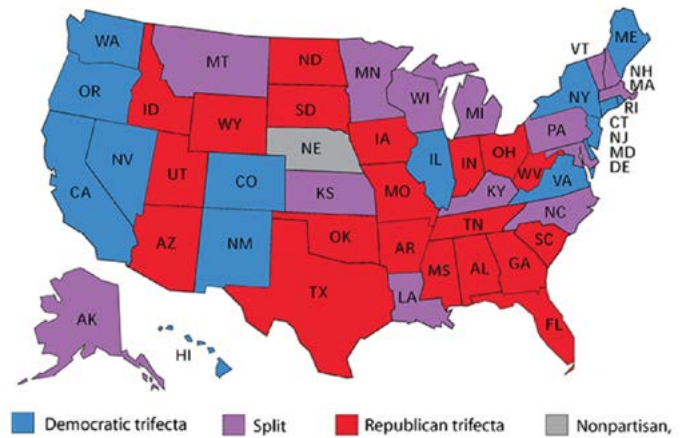 WA
MT
ND
MN
VT
ME
OR
ID
SD
WI
MI
NY
NH
MA
WY
RI
CT
NJ
MD
DE
NE
IA
PA
NV
UT
CO
IL
IN
OH
WV
VA
CA
KS
MO
KY
NC
AZ
NM
OK
AR
TN
SC
TX
MS
AL
GA
LA
FL
AK
HI
Democratic trifecta
Split
Republican trifecta
Nonpartisan,